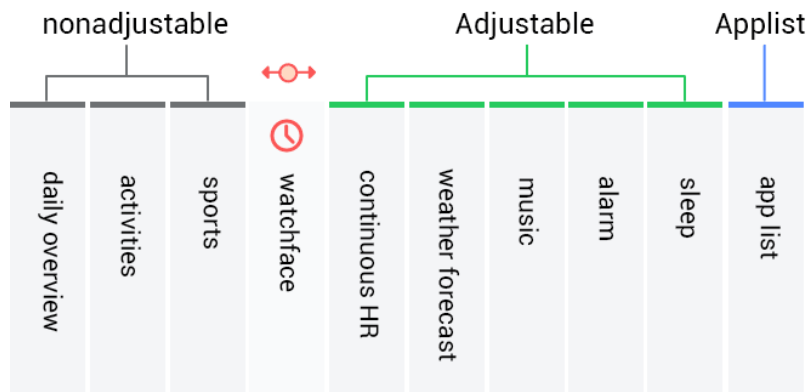 nonadjustable
Adjustable
Applist
daily overview
activities
sports
watchface
continuous HR
weather forecast
music
alarm
sleep
app list